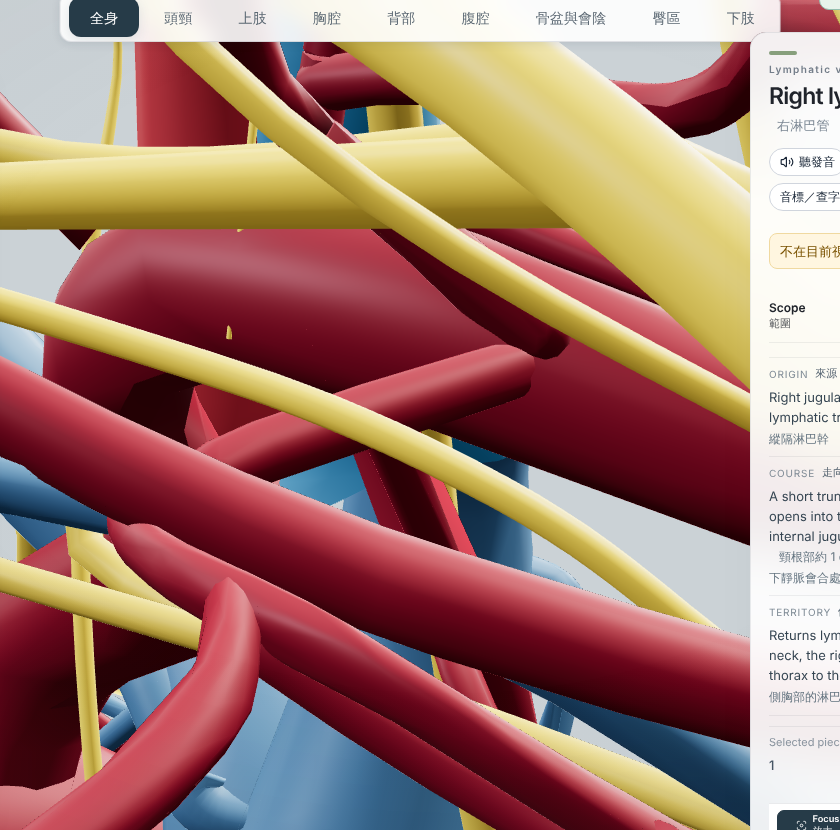 全身 頭頸 上肢 胸腔 背部 腹腔 骨盆與會陰 臀區 下肢
Lymphatic
Right
右淋巴管
聽發音
音標／查字
不在目前
Scope
範圍
ORIGIN 來源
Right jugula
lymphatic
縱隔淋巴幹
COURSE 走向
A short trun
opens into
internal jugu
頸根部約 1
下靜脈會合處
TERRITORY
Returns lym
neck, the rig
thorax to th
側胸部的淋巴
Selected piec
1
Focus